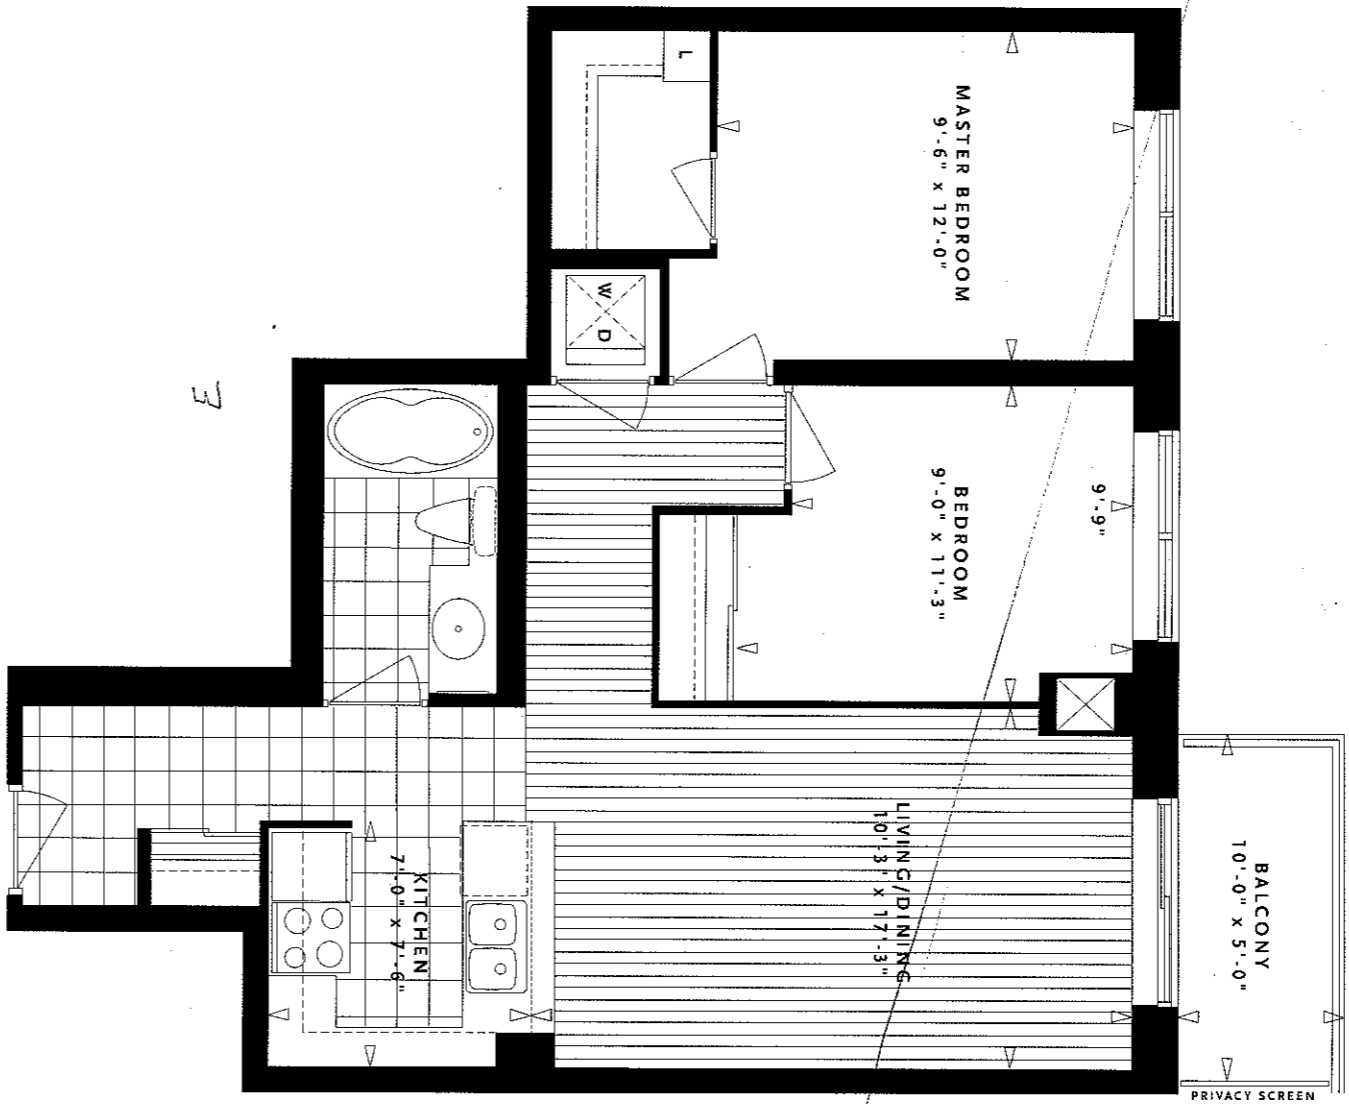 L
MASTER BEDROOM
9'-6" x 12'-0"
W D
E
BEDROOM
9'-0" x 11'-3"
9'-9"
LIVING/DINING
10'-3" x 17'-3"
KITCHEN
7'-0" x 7'-6"
BALCONY
10'-0" x 5'-0"
PRIVACY SCREEN